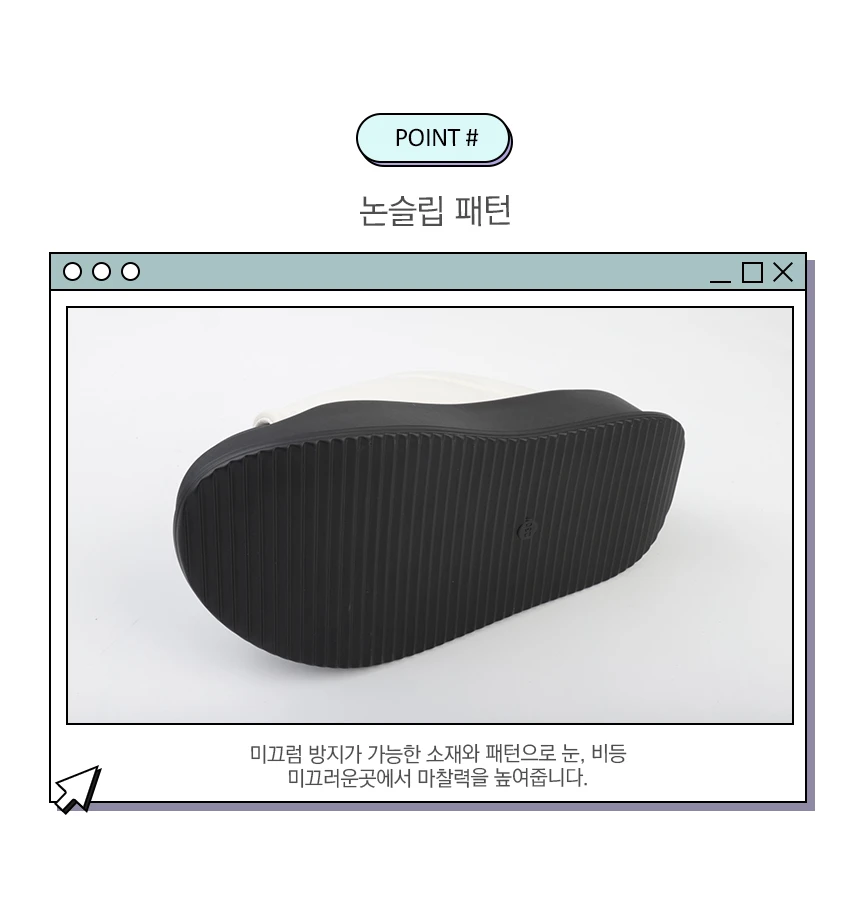 POINT #
논슬립 패턴
미끄럼 방지가 가능한 소재와 패턴으로 눈, 비등
미끄러운곳에서 마찰력을 높여줍니다.